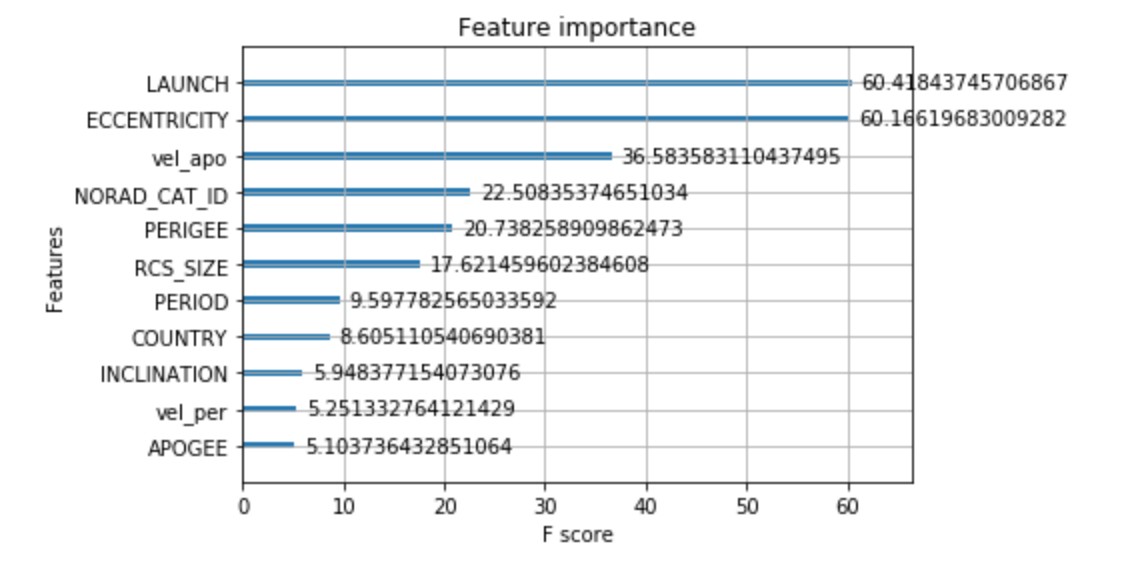 Feature importance
LAUNCH 60.41843745706867
ECCENTRICITY 60.16619683009282
vel_apo 36.583583110437495
NORAD_CAT_ID 22.50835374651034
PERIGEE 20.738258909862473
RCS_SIZE 17.621459602384608
PERIOD 9.597782565033592
COUNTRY 8.605110540690381
INCLINATION 5.948377154073076
vel_per 5.251332764121429
APOGEE 5.103736432851064
Features
0 10 20 30 40 50 60
F score